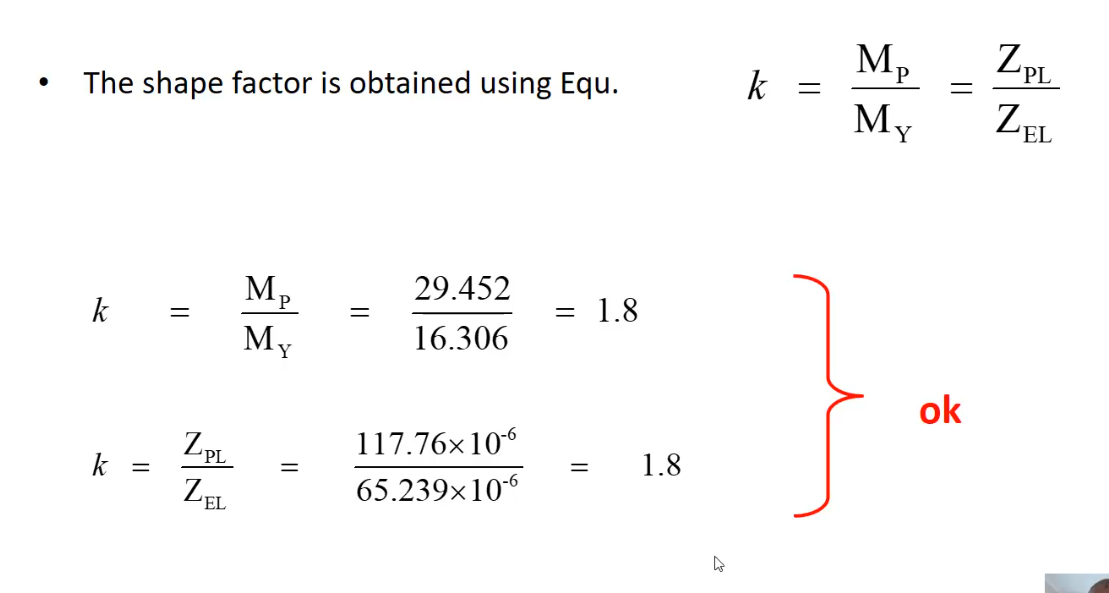 • The shape factor is obtained using Equ. k = M_P / M_Y = Z_PL / Z_EL
k = M_P / M_Y = 29.452 / 16.306 = 1.8
ok
k = Z_PL / Z_EL = 117.76×10^-6 / 65.239×10^-6 = 1.8